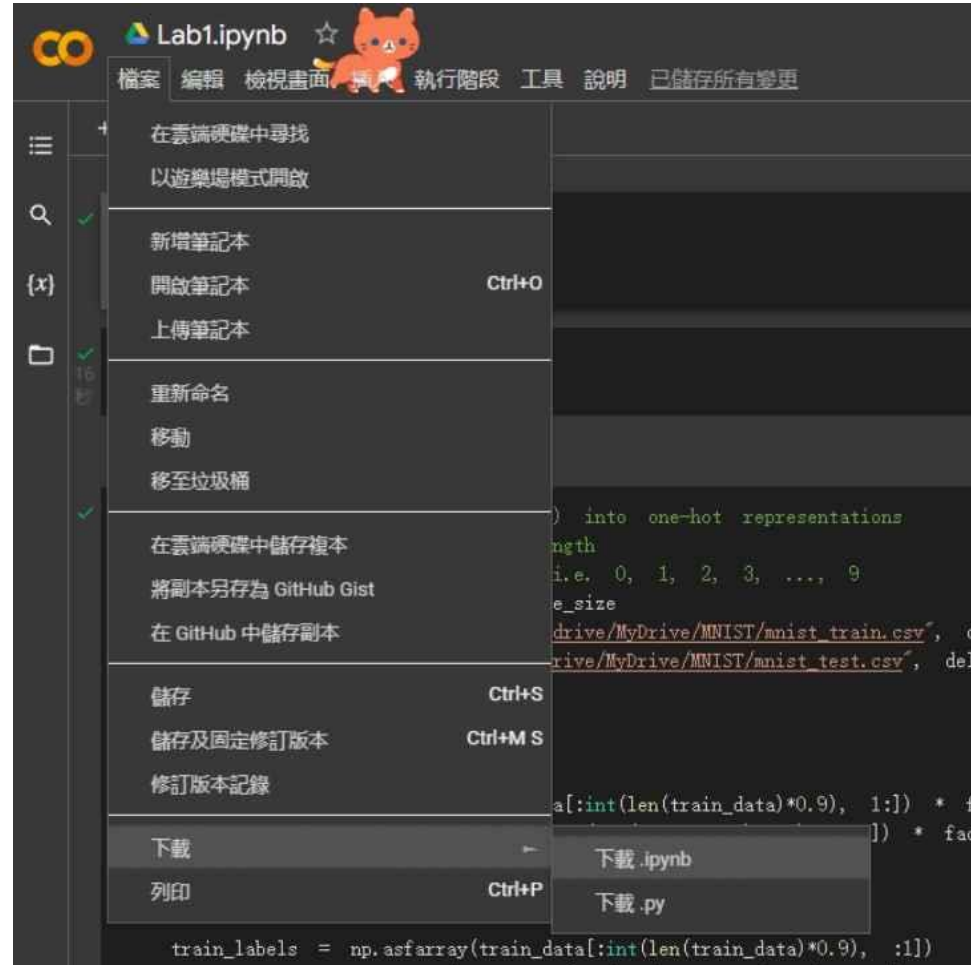 CO
Lab1.ipynb
檔案 編輯 檢視畫面 執行階段 工具 說明 已儲存所有變更
+
在雲端硬碟中尋找
以遊樂場模式開啟
新增筆記本
{x} 開啟筆記本 Ctrl+O
上傳筆記本
16
秒
重新命名
移動
移至垃圾桶
) into one-hot representations
在雲端硬碟中儲存複本
ngth
i.e. 0, 1, 2, 3, ..., 9
將副本另存為 GitHub Gist
e_size
在 GitHub 中儲存副本
drive/MyDrive/MNIST/mnist_train.csv", d
rive/MyDrive/MNIST/mnist_test.csv", del
儲存 Ctrl+S
儲存及固定修訂版本 Ctrl+M S
修訂版本記錄
a[:int(len(train_data)*0.9), 1:]) * f
]) * fac
下載
下載 .ipynb
列印 Ctrl+P
下載 .py
train_labels = np.asfarray(train_data[:int(len(train_data)*0.9), :1])